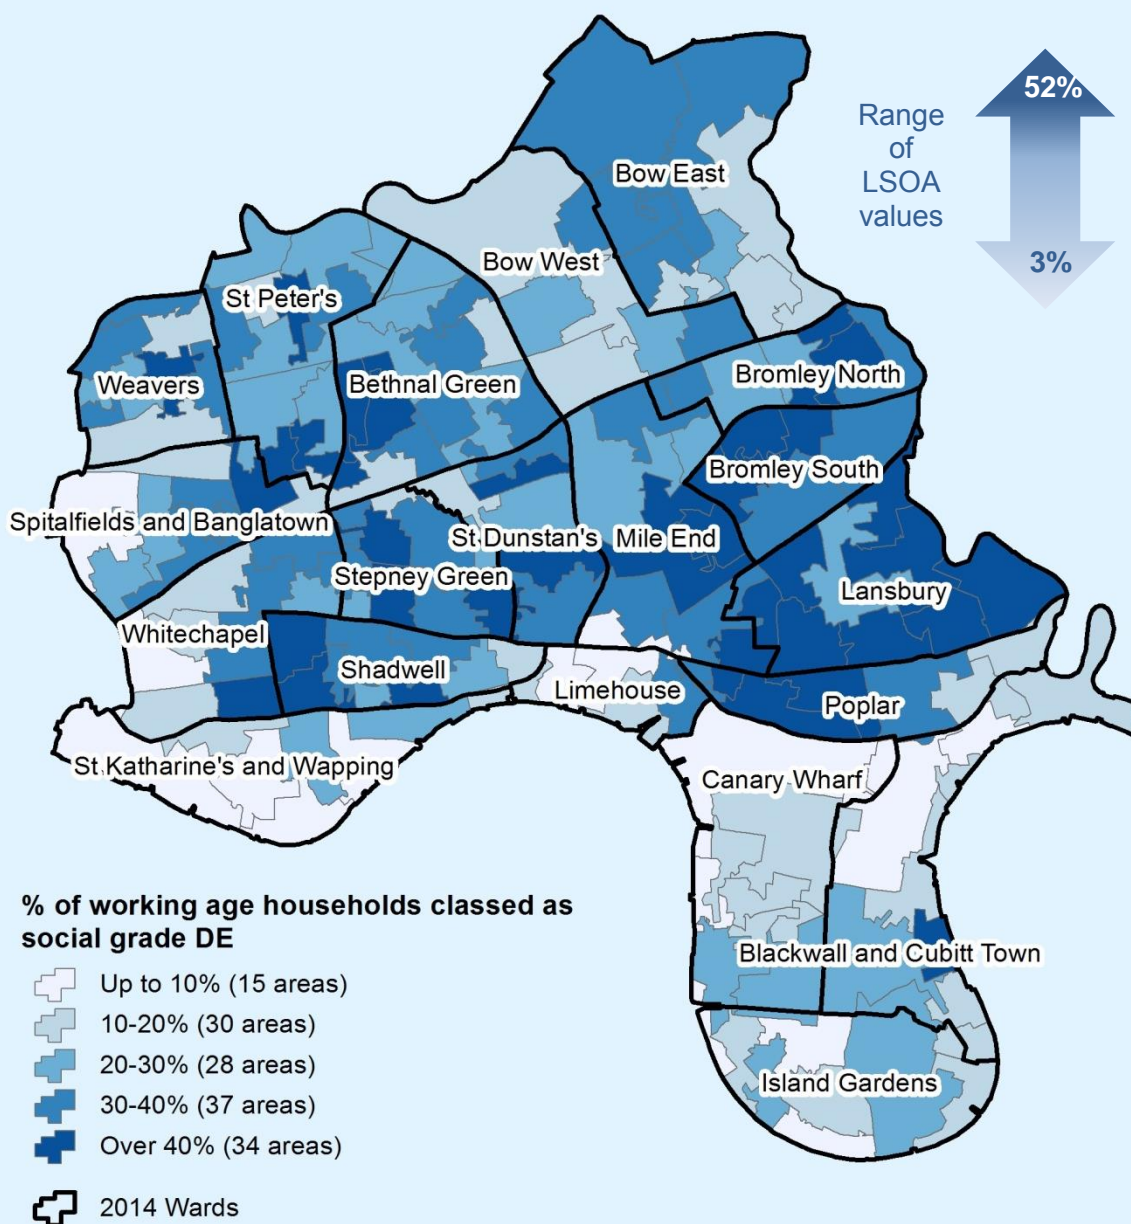 52%
Range
of
LSOA
values
3%
Bow East
Bow West
St Peter's
Weavers
Bethnal Green
Bromley North
Bromley South
Spitalfields and Banglatown
St Dunstan's
Mile End
Stepney Green
Lansbury
Whitechapel
Shadwell
Limehouse
Poplar
St Katharine's and Wapping
Canary Wharf
Blackwall and Cubitt Town
Island Gardens
% of working age households classed as
social grade DE
Up to 10% (15 areas)
10-20% (30 areas)
20-30% (28 areas)
30-40% (37 areas)
Over 40% (34 areas)
2014 Wards